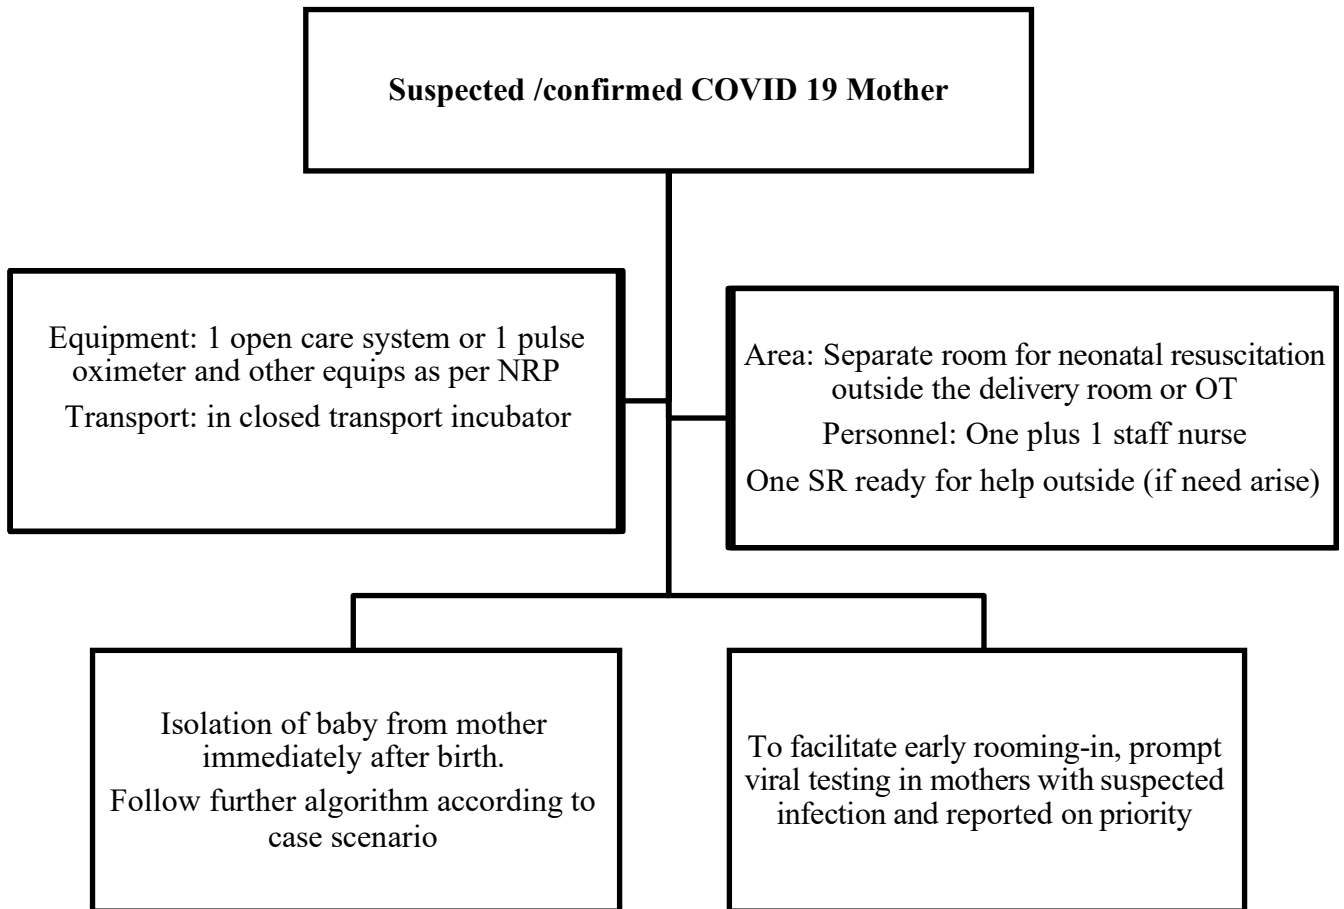 Suspected /confirmed COVID 19 Mother
Equipment: 1 open care system or 1 pulse
oximeter and other equips as per NRP
Transport: in closed transport incubator
Area: Separate room for neonatal resuscitation
outside the delivery room or OT
Personnel: One plus 1 staff nurse
One SR ready for help outside (if need arise)
Isolation of baby from mother
immediately after birth.
Follow further algorithm according to
case scenario
To facilitate early rooming-in, prompt
viral testing in mothers with suspected
infection and reported on priority